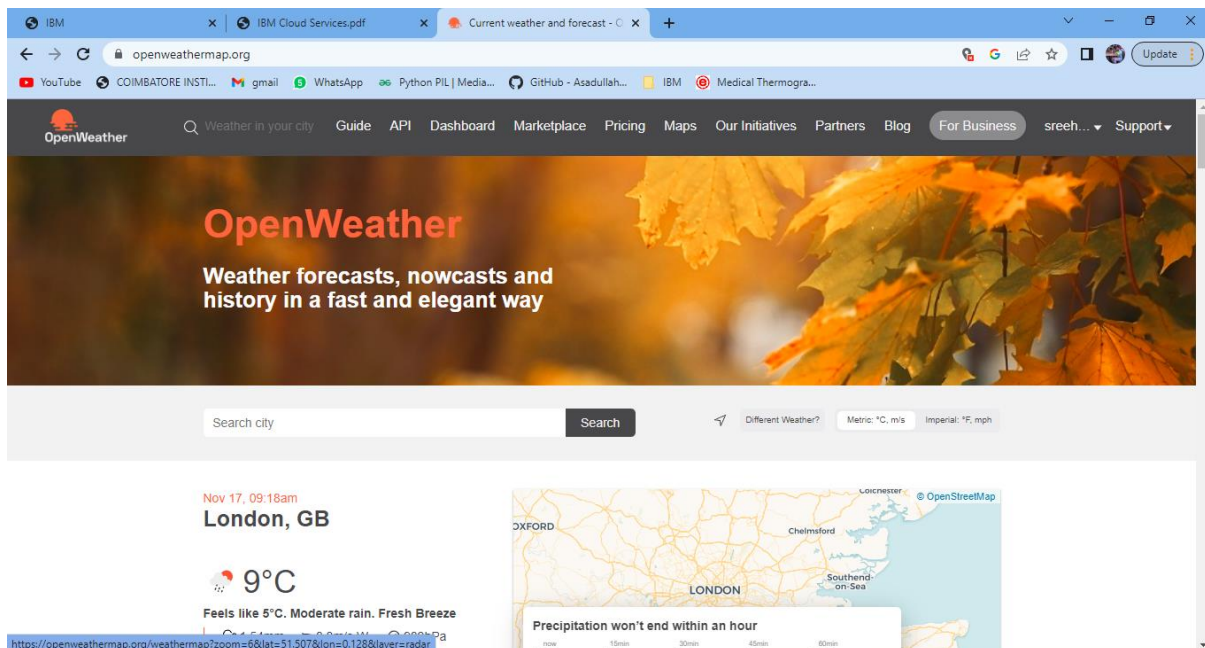 IBM
IBM Cloud Services.pdf
Current weather and forecast - O
openweathermap.org
Update
YouTube
COIMBATORE INSTI...
gmail
WhatsApp
Python PIL | Media...
GitHub - Asadullah...
IBM
Medical Thermogra...
OpenWeather
Weather in your city
Guide
API
Dashboard
Marketplace
Pricing
Maps
Our Initiatives
Partners
Blog
For Business
sreeh...
Support
OpenWeather
Weather forecasts, nowcasts and
history in a fast and elegant way
Search city
Search
Different Weather?
Metric: °C, m/s
Imperial: °F, mph
Nov 17, 09:18am
London, GB
9°C
Feels like 5°C. Moderate rain. Fresh Breeze
© OpenStreetMap
Colchester
OXFORD
Chelmsford
Southend-
on-Sea
LONDON
Precipitation won't end within an hour
now
15min
30min
45min
60min
https://openweathermap.org/weathermap?zoom=6&lat=51.507&lon=0.128&layer=radar